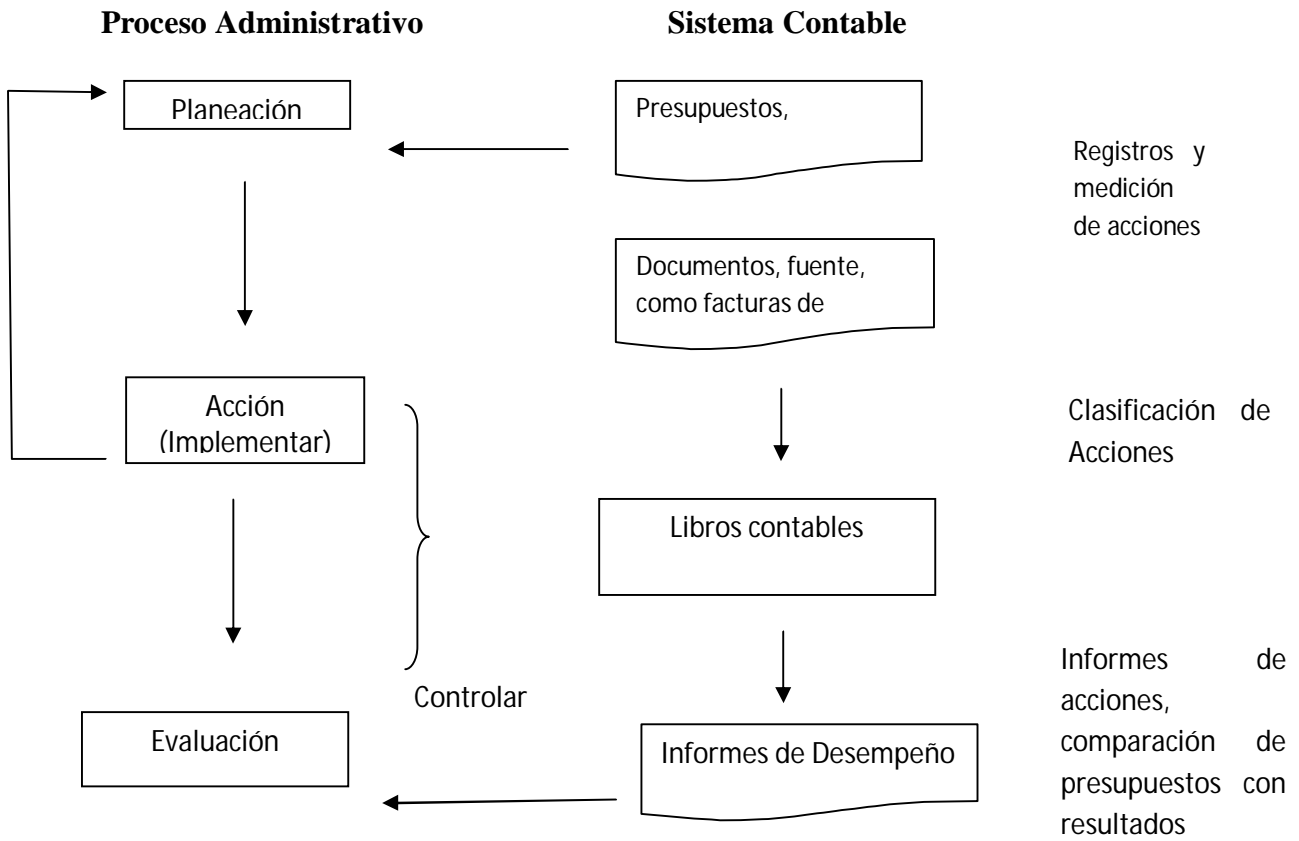 Proceso Administrativo
Sistema Contable
Planeación
Presupuestos,
Registros y
medición
de acciones
Documentos, fuente,
como facturas de
Acción
(Implementar)
Clasificación de
Acciones
Libros contables
Controlar
Evaluación
Informes de Desempeño
Informes de
acciones,
comparación de
presupuestos con
resultados